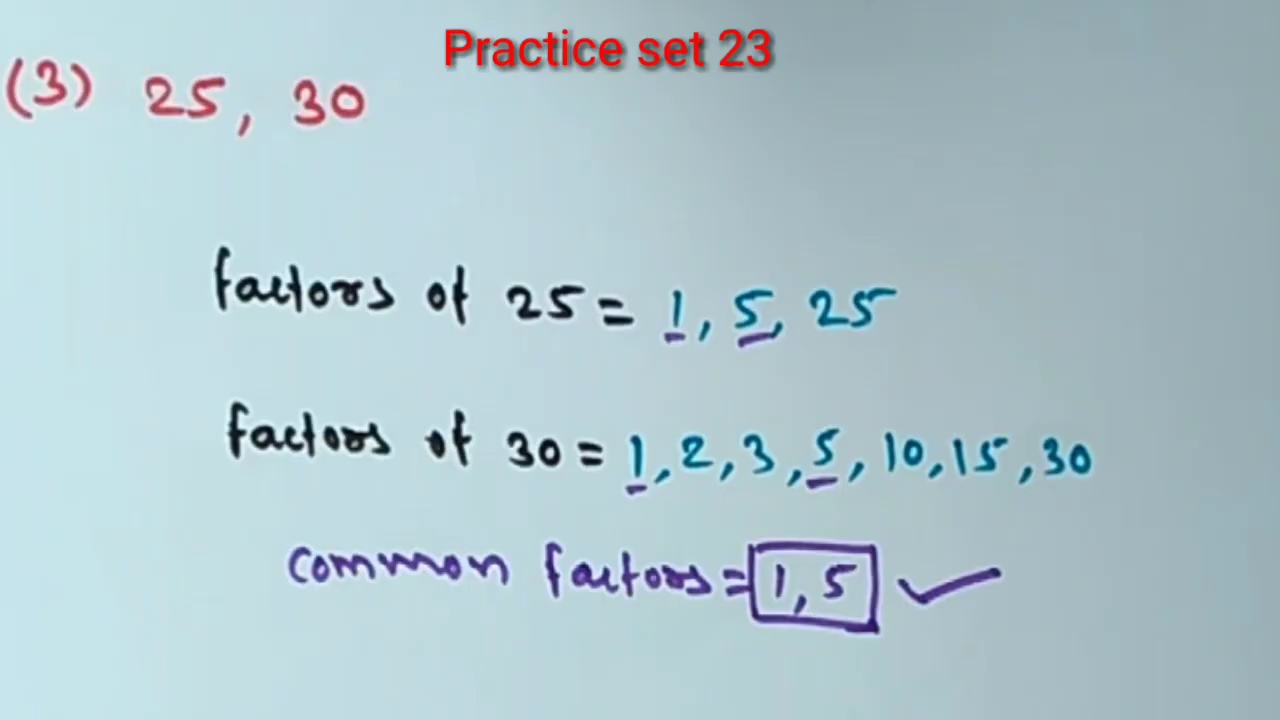 Practice set 23
(3) 25, 30
factors of 25 = 1, 5, 25
factors of 30 = 1, 2, 3, 5, 10, 15, 30
common factors = 1, 5